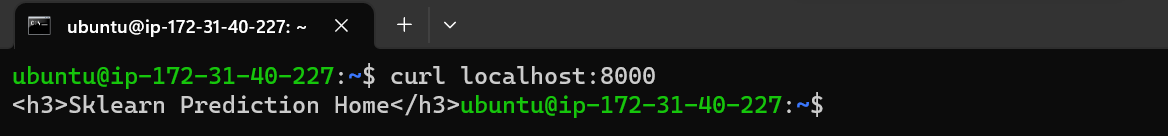 ubuntu@ip-172-31-40-227: ~
ubuntu@ip-172-31-40-227:~$ curl localhost:8000
<h3>Sklearn Prediction Home</h3>ubuntu@ip-172-31-40-227:~$